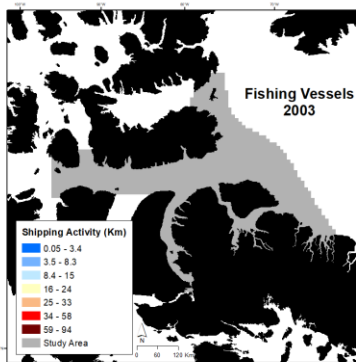 Fishing Vessels
2003
Shipping Activity (Km)
0.05 - 3.4
3.5 - 8.3
8.4 - 15
16 - 24
25 - 33
34 - 58
59 - 94
Study Area
0 60 120 Km